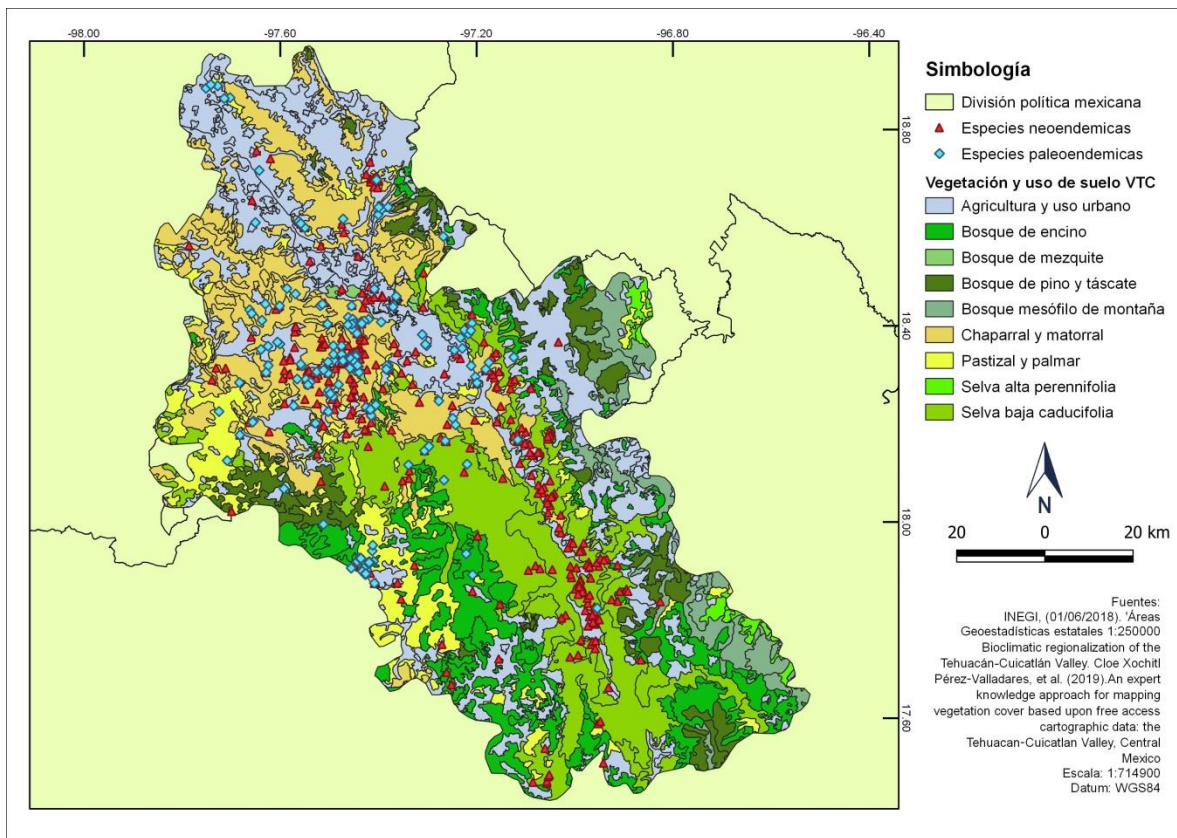 -98.00
-97.60
-97.20
-96.80
-96.40
18.80
18.40
18.00
17.60
Simbología
División política mexicana
Especies neoendemicas
Especies paleoendemicas
Vegetación y uso de suelo VTC
Agricultura y uso urbano
Bosque de encino
Bosque de mezquite
Bosque de pino y táscate
Bosque mesófilo de montaña
Chaparral y matorral
Pastizal y palmar
Selva alta perennifolia
Selva baja caducifolia
N
20 0 20 km
Fuentes:
INEGI, (01/06/2018). 'Áreas
Geoestadísticas estatales 1:250000
Bioclimatic regionalization of the
Tehuacán-Cuicatlán Valley. Cloe Xochitl
Pérez-Valladares, et al. (2019).An expert
knowledge approach for mapping
vegetation cover based upon free access
cartographic data: the
Tehuacan-Cuicatlan Valley, Central
Mexico
Escala: 1:714900
Datum: WGS84